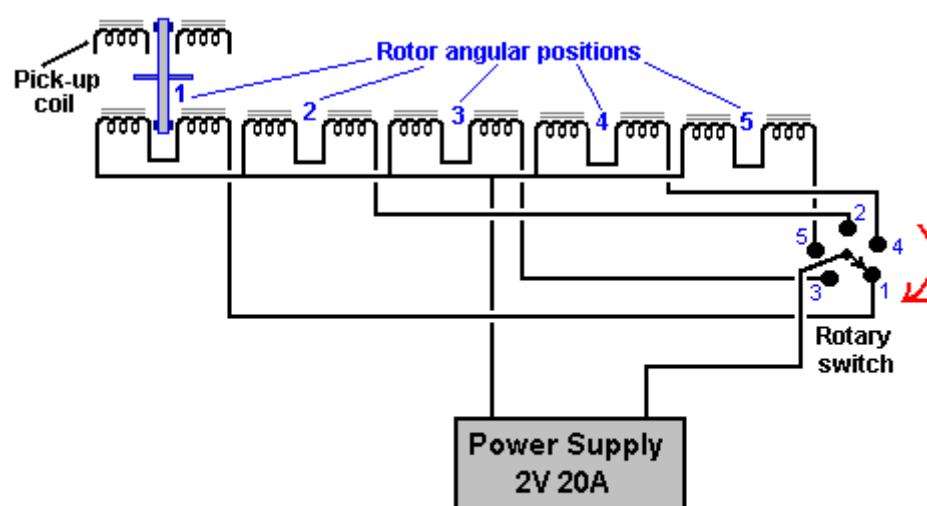 Rotor angular positions
Pick-up
coil
1
2
3
4
5
2
5
4
3
1
Rotary
switch
Power Supply
2V 20A